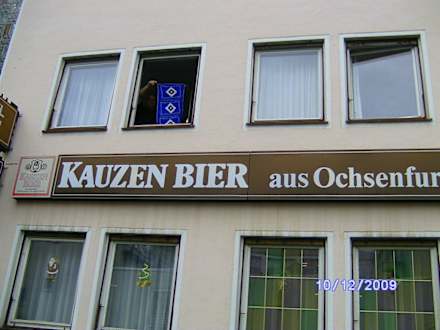 KAUZEN BIER aus Ochsenfur
10/12/2009